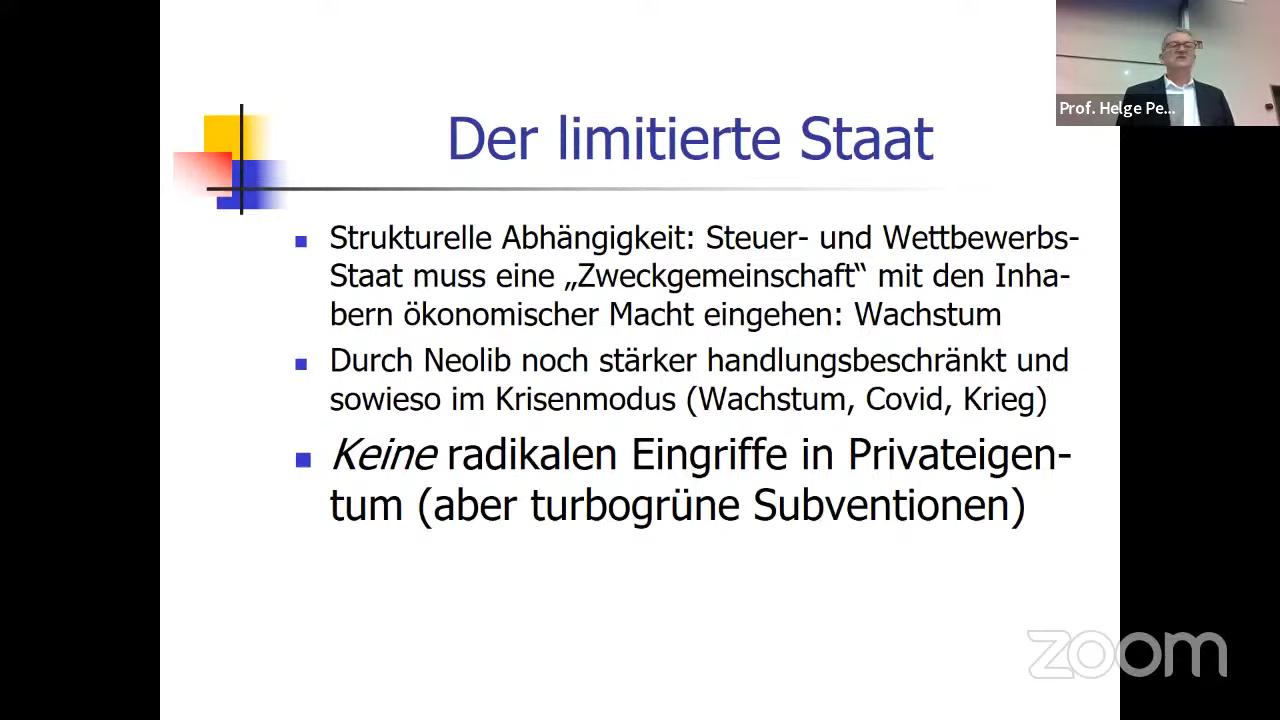 Der limitierte Staat
Strukturelle Abhängigkeit: Steuer- und Wettbewerbs-
Staat muss eine „Zweckgemeinschaft“ mit den Inha-
bern ökonomischer Macht eingehen: Wachstum
Durch Neolib noch stärker handlungsbeschränkt und
sowieso im Krisenmodus (Wachstum, Covid, Krieg)
Keine radikalen Eingriffe in Privateigen-
tum (aber turbogrüne Subventionen)
Prof. Helge Pe...
zoom